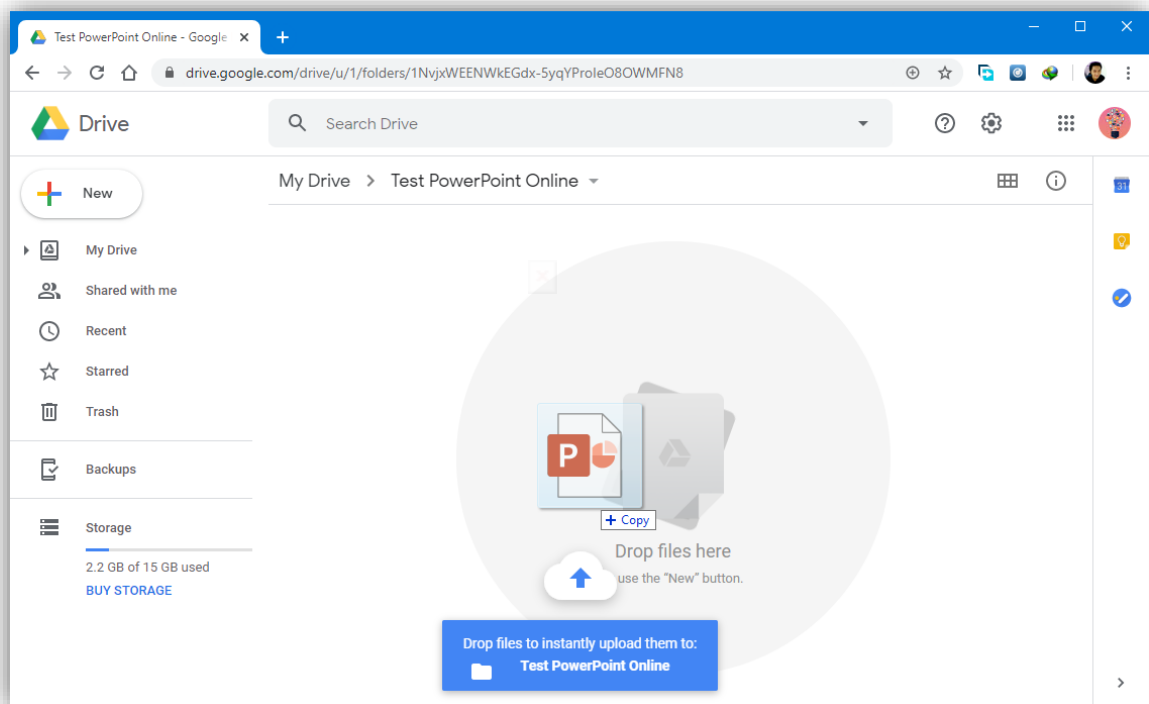 Test PowerPoint Online - Google
drive.google.com/drive/u/1/folders/1NvjxWEENWkEGdx-5yqYProleO8OWMFN8
Drive
Search Drive
New
My Drive > Test PowerPoint Online
31
My Drive
Shared with me
Recent
Starred
Trash
Backups
Storage
2.2 GB of 15 GB used
BUY STORAGE
P
+ Copy
Drop files here
use the “New” button.
Drop files to instantly upload them to:
Test PowerPoint Online